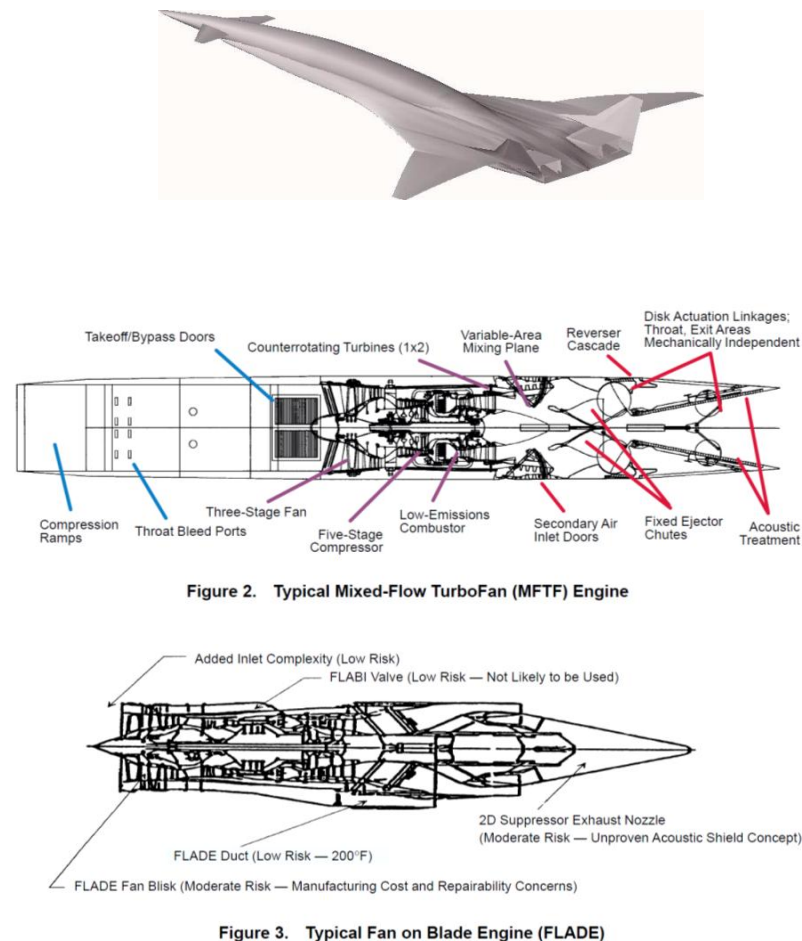 Takeoff/Bypass Doors
Counterrotating Turbines (1x2)
Variable-Area
Mixing Plane
Reverser
Cascade
Disk Actuation Linkages;
Throat, Exit Areas
Mechanically Independent
Compression
Ramps
Throat Bleed Ports
Three-Stage Fan
Five-Stage
Compressor
Low-Emissions
Combustor
Secondary Air
Inlet Doors
Fixed Ejector
Chutes
Acoustic
Treatment
Figure 2. Typical Mixed-Flow TurboFan (MFTF) Engine
Added Inlet Complexity (Low Risk)
FLABI Valve (Low Risk — Not Likely to be Used)
2D Suppressor Exhaust Nozzle
(Moderate Risk — Unproven Acoustic Shield Concept)
FLADE Duct (Low Risk — 200°F)
FLADE Fan Blisk (Moderate Risk — Manufacturing Cost and Repairability Concerns)
Figure 3. Typical Fan on Blade Engine (FLADE)